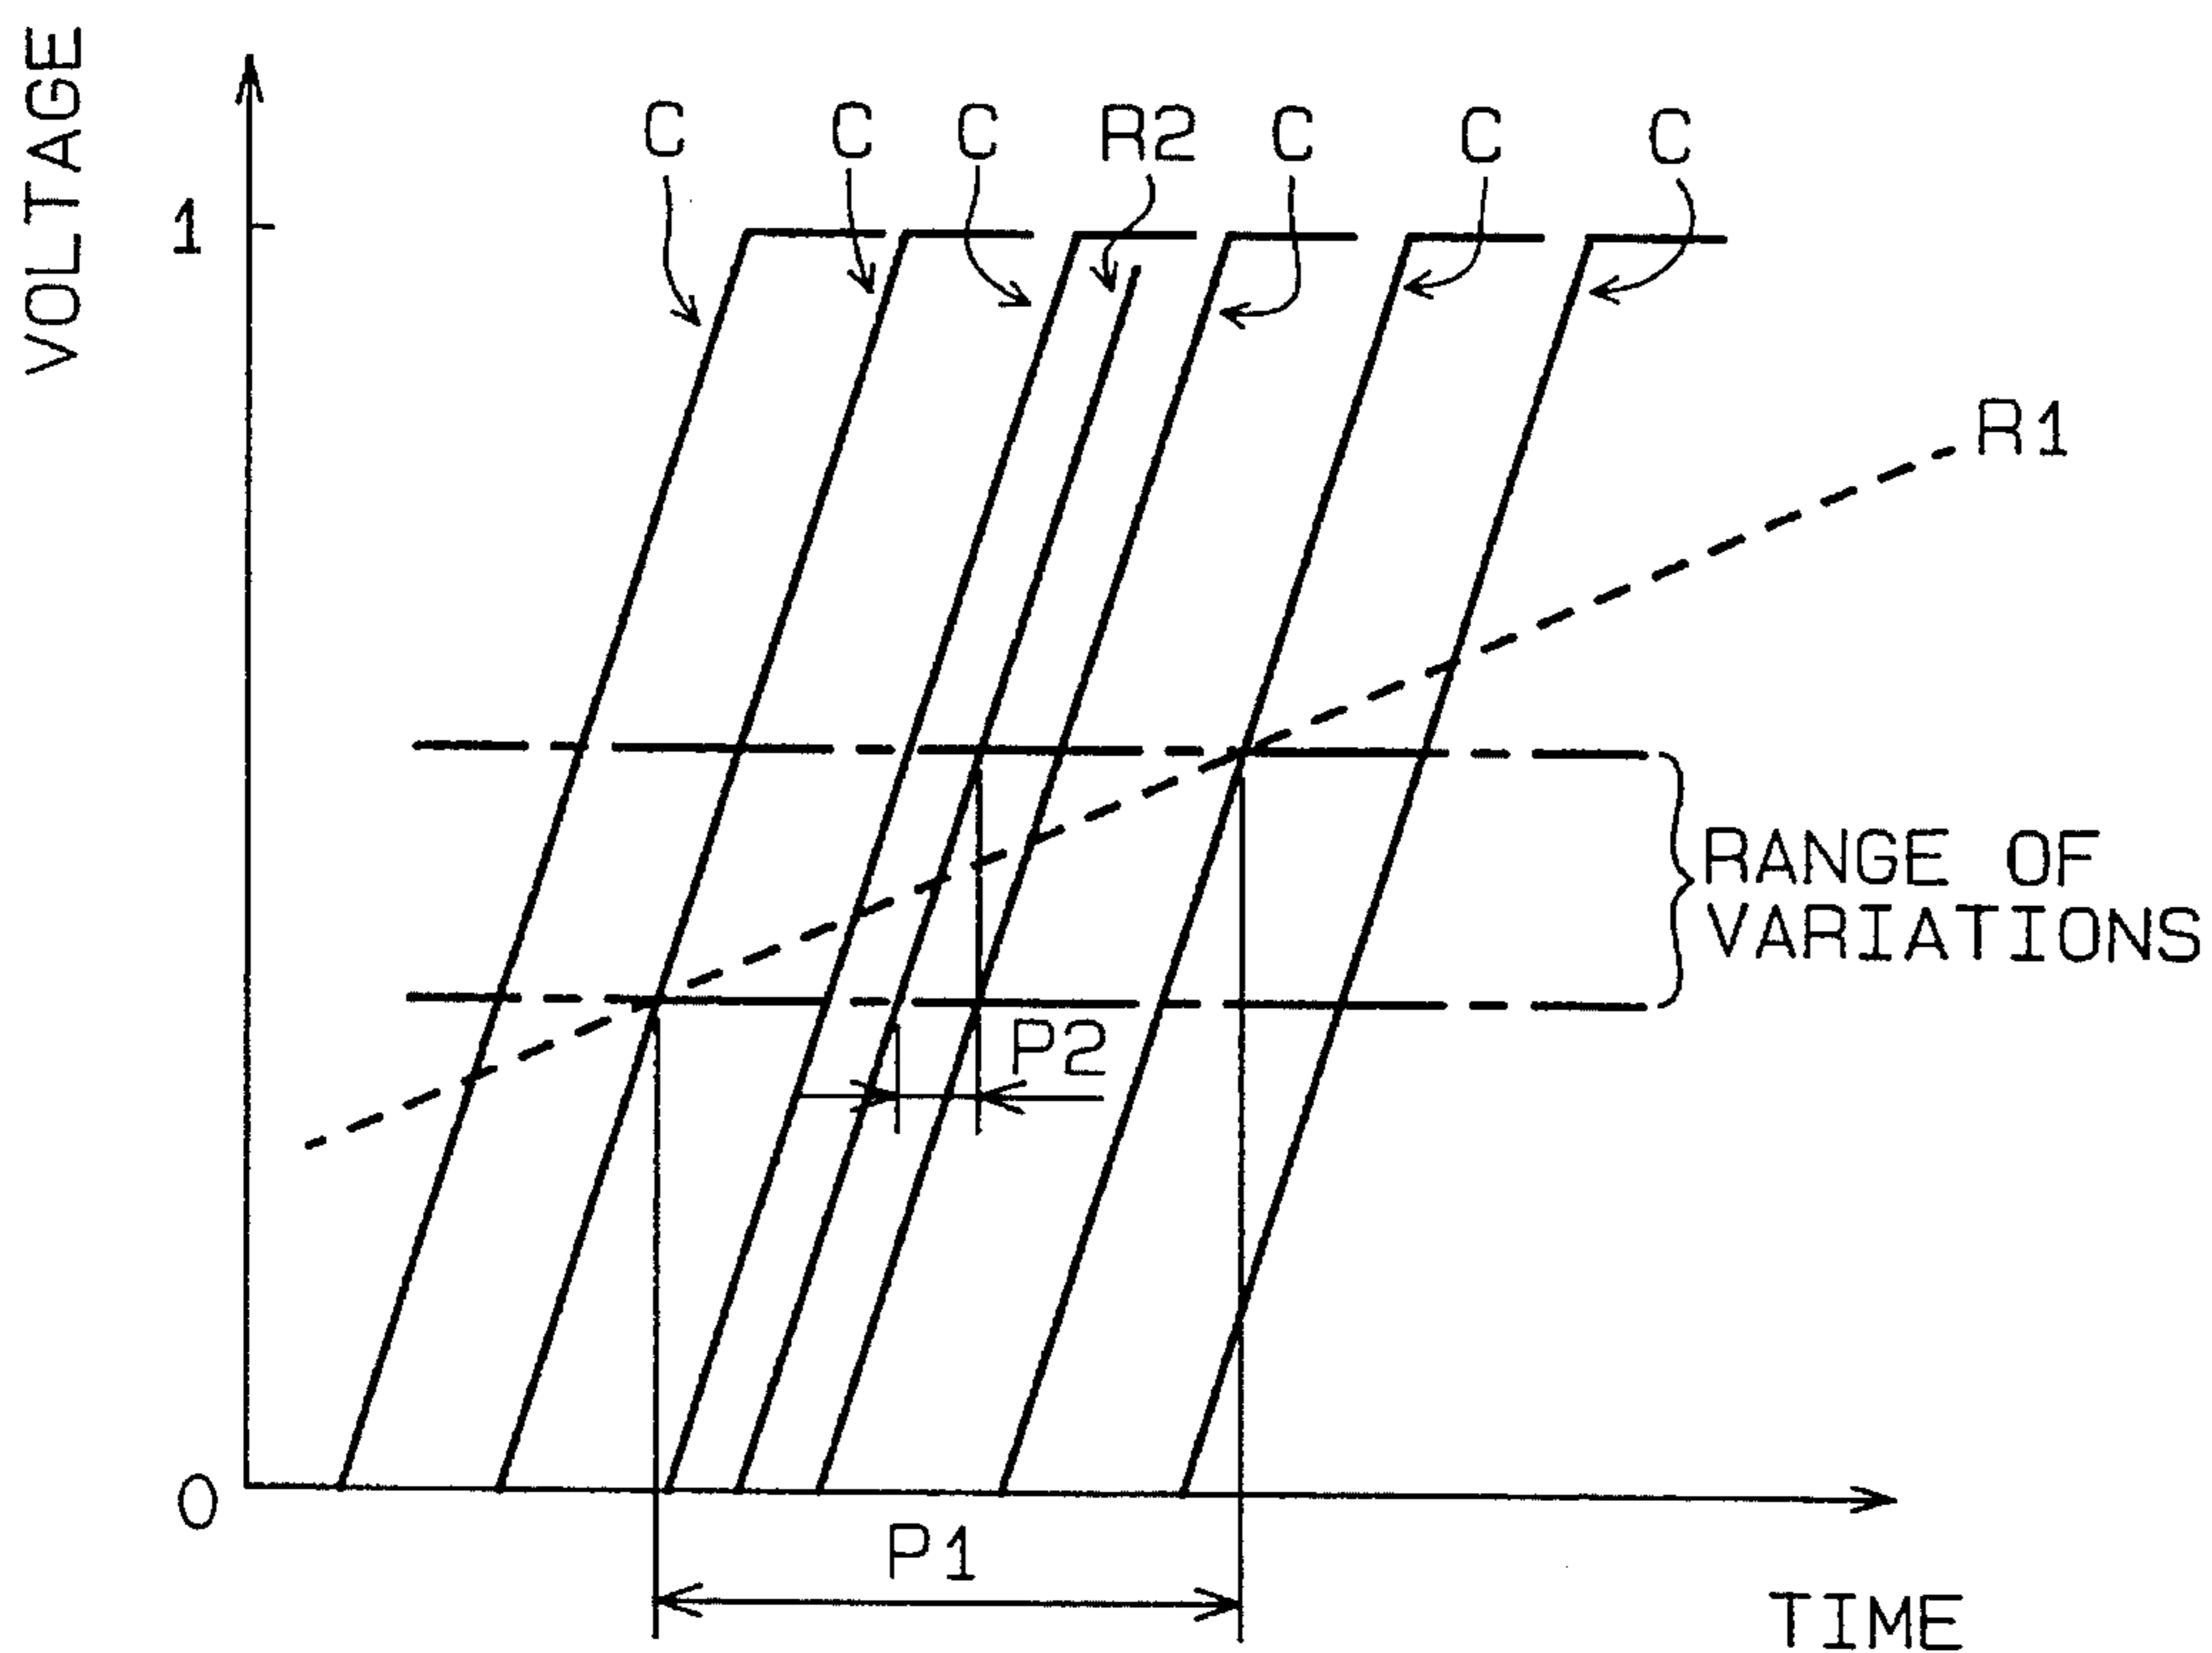 VOLTAGE
C C C R2 C C C
1
R1
RANGE OF
VARIATIONS
P2
0
P1
TIME